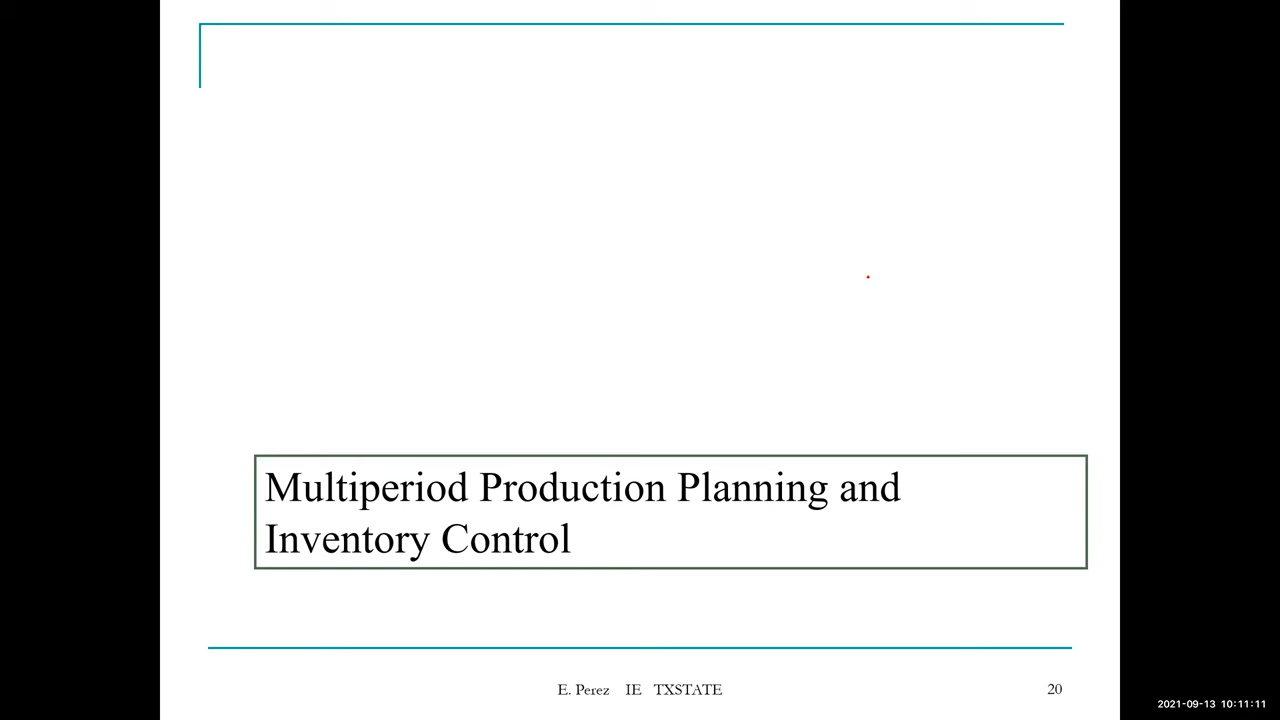 Multiperiod Production Planning and
Inventory Control
E. Perez IE TXSTATE
20
2021-09-13 10:11:11